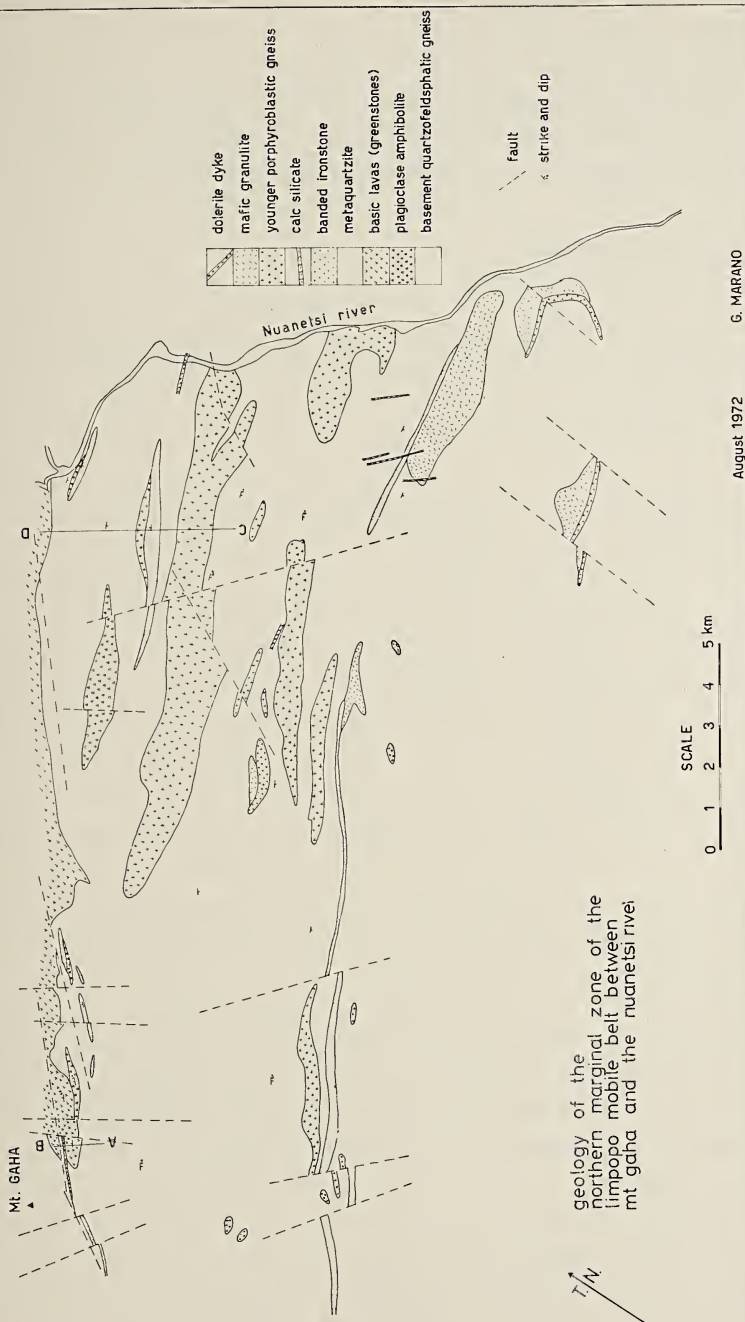 Mt. GAHA
B
A
D
C
Nuanetsi river
dolerite dyke
mafic granulite
younger porphyroblastic gneiss
calc silicate
banded ironstone
metaquartzite
basic lavas (greenstones)
plagioclase amphibolite
basement quartzofeldsphatic gneiss
fault
strike and dip
T.N.
geology of the
northern marginal zone of the
limpopo mobile belt between
mt gaha and the nuanetsi river
SCALE
0 1 2 3 4 5 km
August 1972 G. MARANO